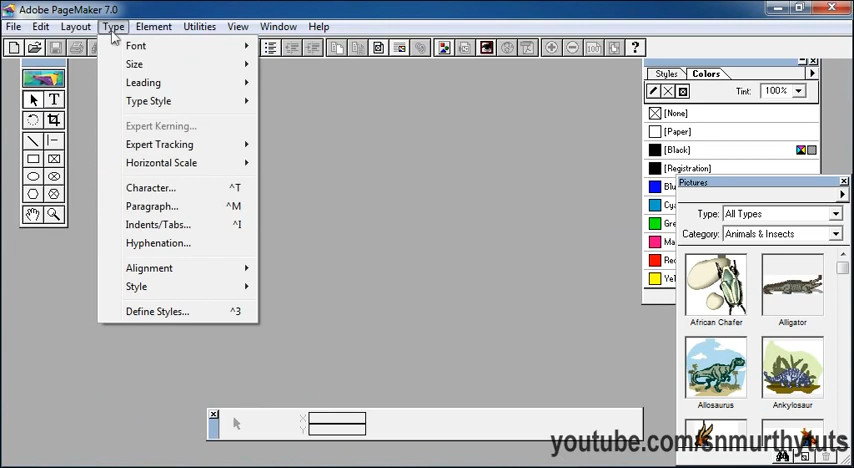 Adobe PageMaker 7.0
File Edit Layout Type Element Utilities View Window Help
Font
Size
Leading
Type Style
Expert Kerning...
Expert Tracking
Horizontal Scale
Character... ^T
Paragraph... ^M
Indents/Tabs... ^I
Hyphenation...
Alignment
Style
Define Styles... ^3
T
X
Y
Styles Colors
Tint: 100%
[None]
[Paper]
[Black]
[Registration]
Pictures
Type: All Types
Category: Animals & Insects
African Chafer
Alligator
Allosaurus
Ankylosaur
youtube.com/snmurthytuts